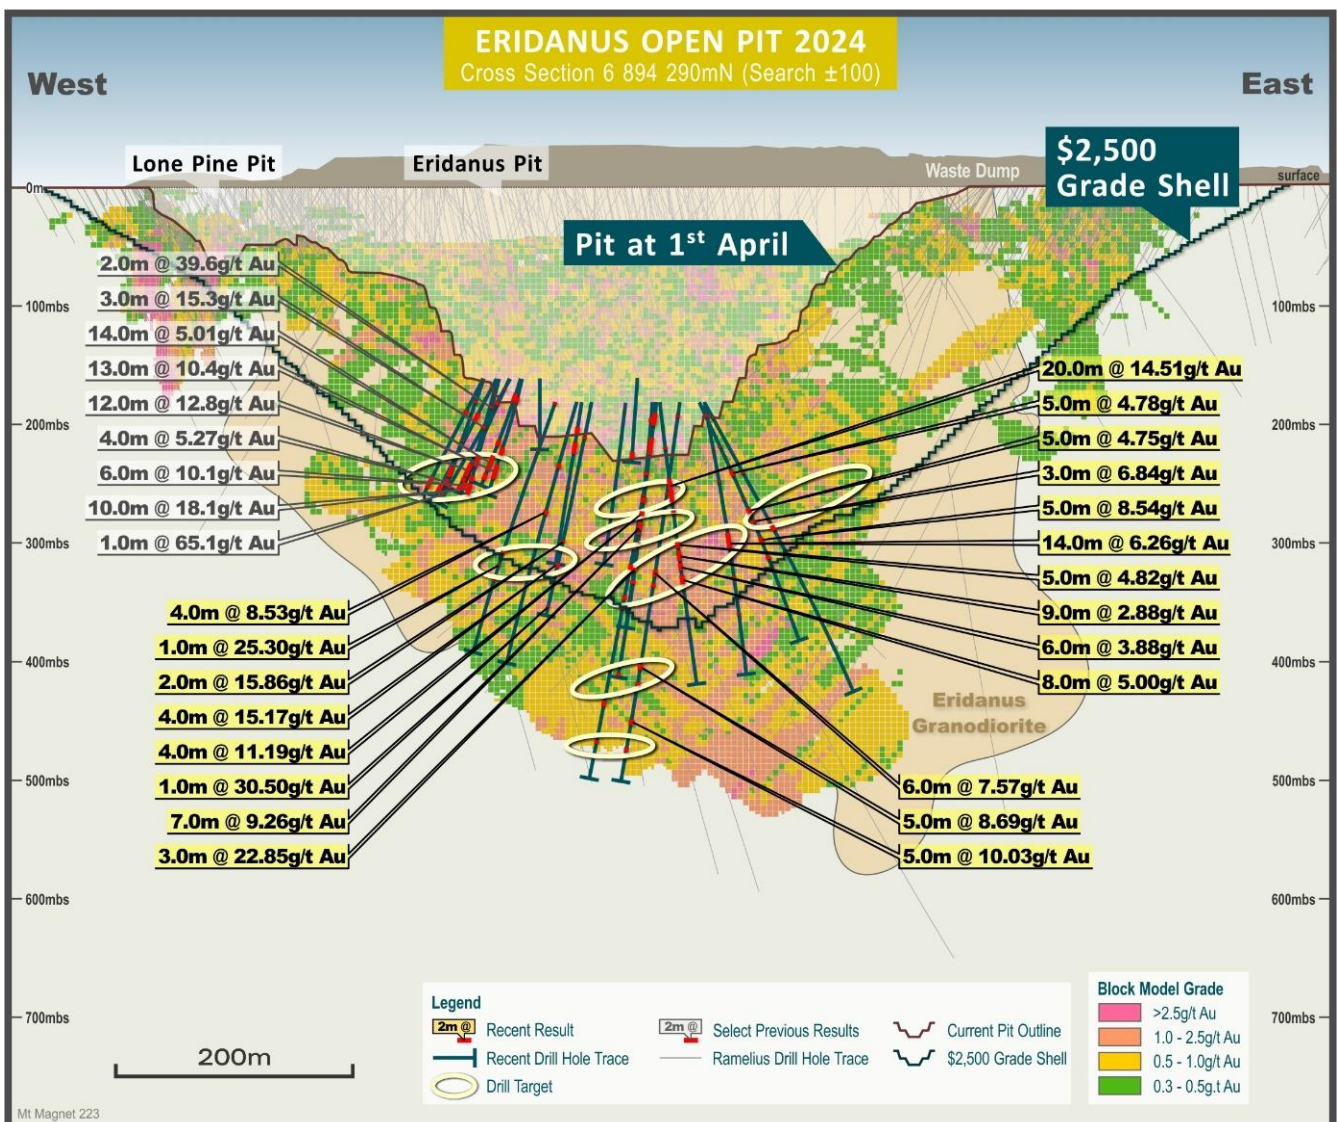 ERIDANUS OPEN PIT 2024
Cross Section 6 894 290mN (Search ±100)
West
East
Lone Pine Pit
Eridanus Pit
Waste Dump
$2,500
Grade Shell
surface
0m
Pit at 1st April
2.0m @ 39.6g/t Au
3.0m @ 15.3g/t Au
14.0m @ 5.01g/t Au
13.0m @ 10.4g/t Au
12.0m @ 12.8g/t Au
4.0m @ 5.27g/t Au
6.0m @ 10.1g/t Au
10.0m @ 18.1g/t Au
1.0m @ 65.1g/t Au
100mbs
200mbs
300mbs
400mbs
500mbs
600mbs
700mbs
100mbs
200mbs
300mbs
400mbs
500mbs
600mbs
700mbs
20.0m @ 14.51g/t Au
5.0m @ 4.78g/t Au
5.0m @ 4.75g/t Au
3.0m @ 6.84g/t Au
5.0m @ 8.54g/t Au
14.0m @ 6.26g/t Au
5.0m @ 4.82g/t Au
9.0m @ 2.88g/t Au
6.0m @ 3.88g/t Au
8.0m @ 5.00g/t Au
4.0m @ 8.53g/t Au
1.0m @ 25.30g/t Au
2.0m @ 15.86g/t Au
4.0m @ 15.17g/t Au
4.0m @ 11.19g/t Au
1.0m @ 30.50g/t Au
7.0m @ 9.26g/t Au
3.0m @ 22.85g/t Au
Eridanus
Granodiorite
6.0m @ 7.57g/t Au
5.0m @ 8.69g/t Au
5.0m @ 10.03g/t Au
Legend
2m @ Recent Result
Recent Drill Hole Trace
Drill Target
2m @ Select Previous Results
Ramelius Drill Hole Trace
Current Pit Outline
$2,500 Grade Shell
Block Model Grade
>2.5g/t Au
1.0 - 2.5g/t Au
0.5 - 1.0g/t Au
0.3 - 0.5g.t Au
200m
Mt Magnet 223